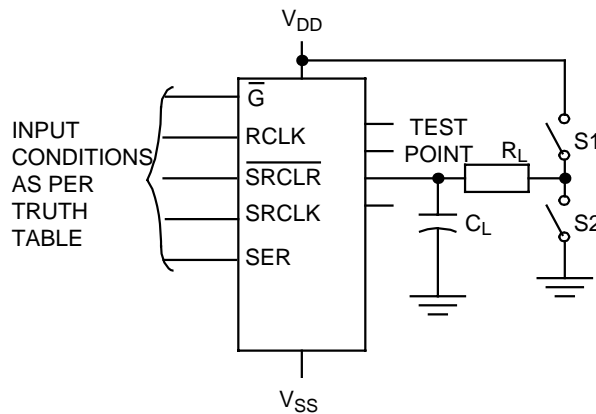 VDD
G
RCLK
SRCLR
SRCLK
SER
INPUT
CONDITIONS
AS PER
TRUTH
TABLE
TEST
POINT
RL
CL
S1
S2
VSS